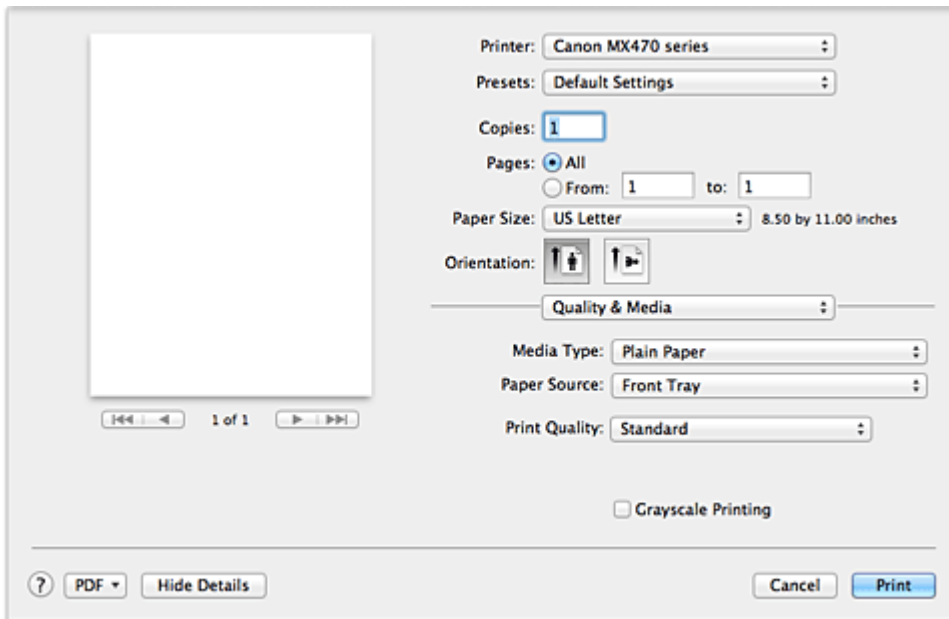 Printer: Canon MX470 series
Presets: Default Settings
Copies: 1
Pages: All
From: 1 to: 1
Paper Size: US Letter 8.50 by 11.00 inches
Orientation:
Quality & Media
Media Type: Plain Paper
Paper Source: Front Tray
1 of 1
Print Quality: Standard
Grayscale Printing
? PDF Hide Details Cancel Print